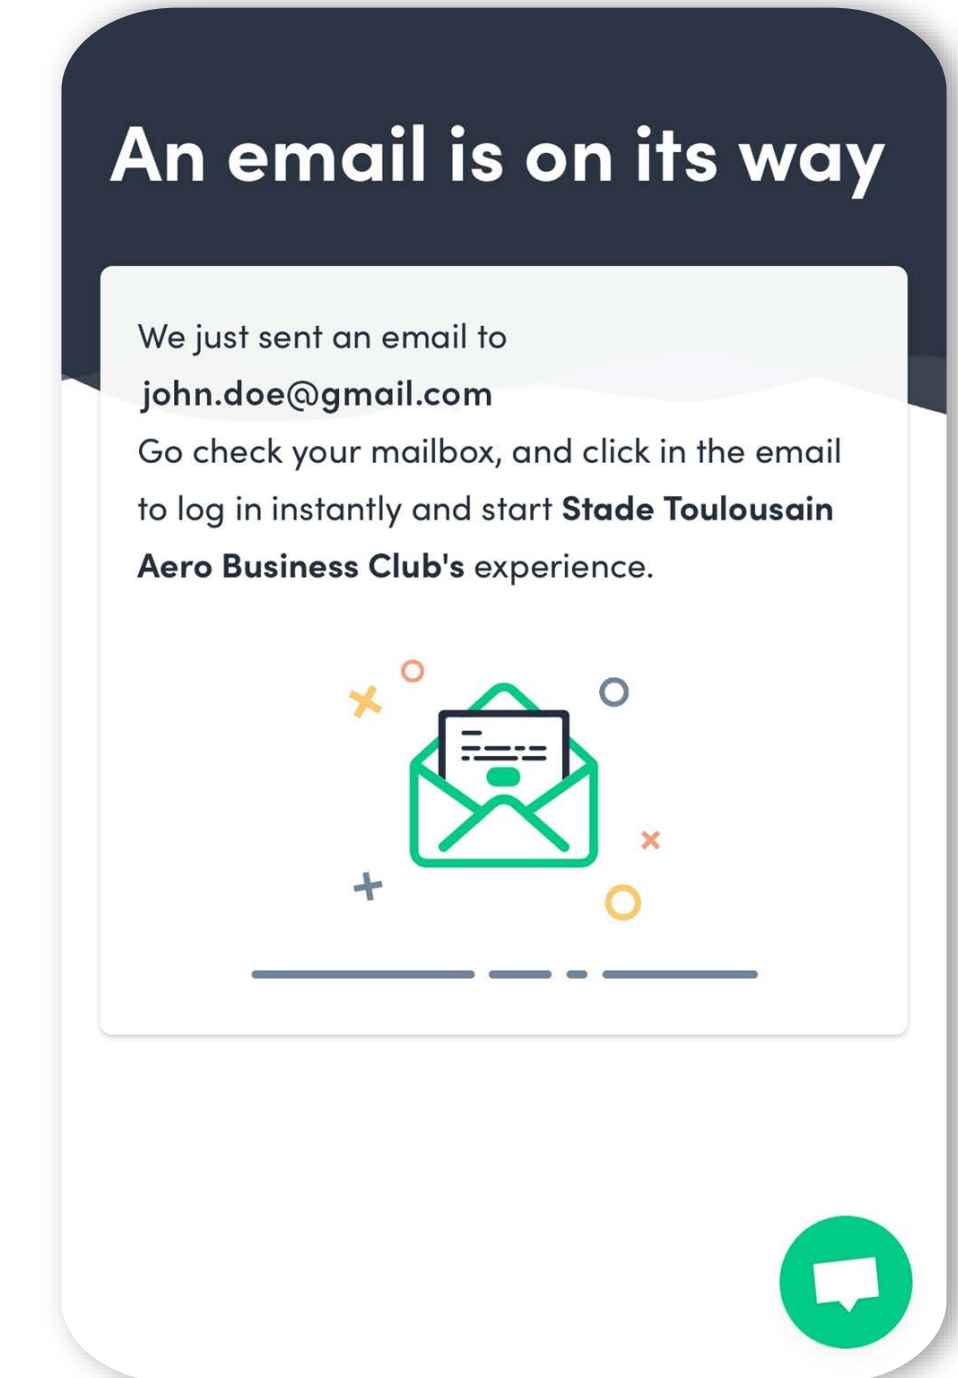 An email is on its way
We just sent an email to
john.doe@gmail.com
Go check your mailbox, and click in the email
to log in instantly and start Stade Toulousain
Aero Business Club's experience.